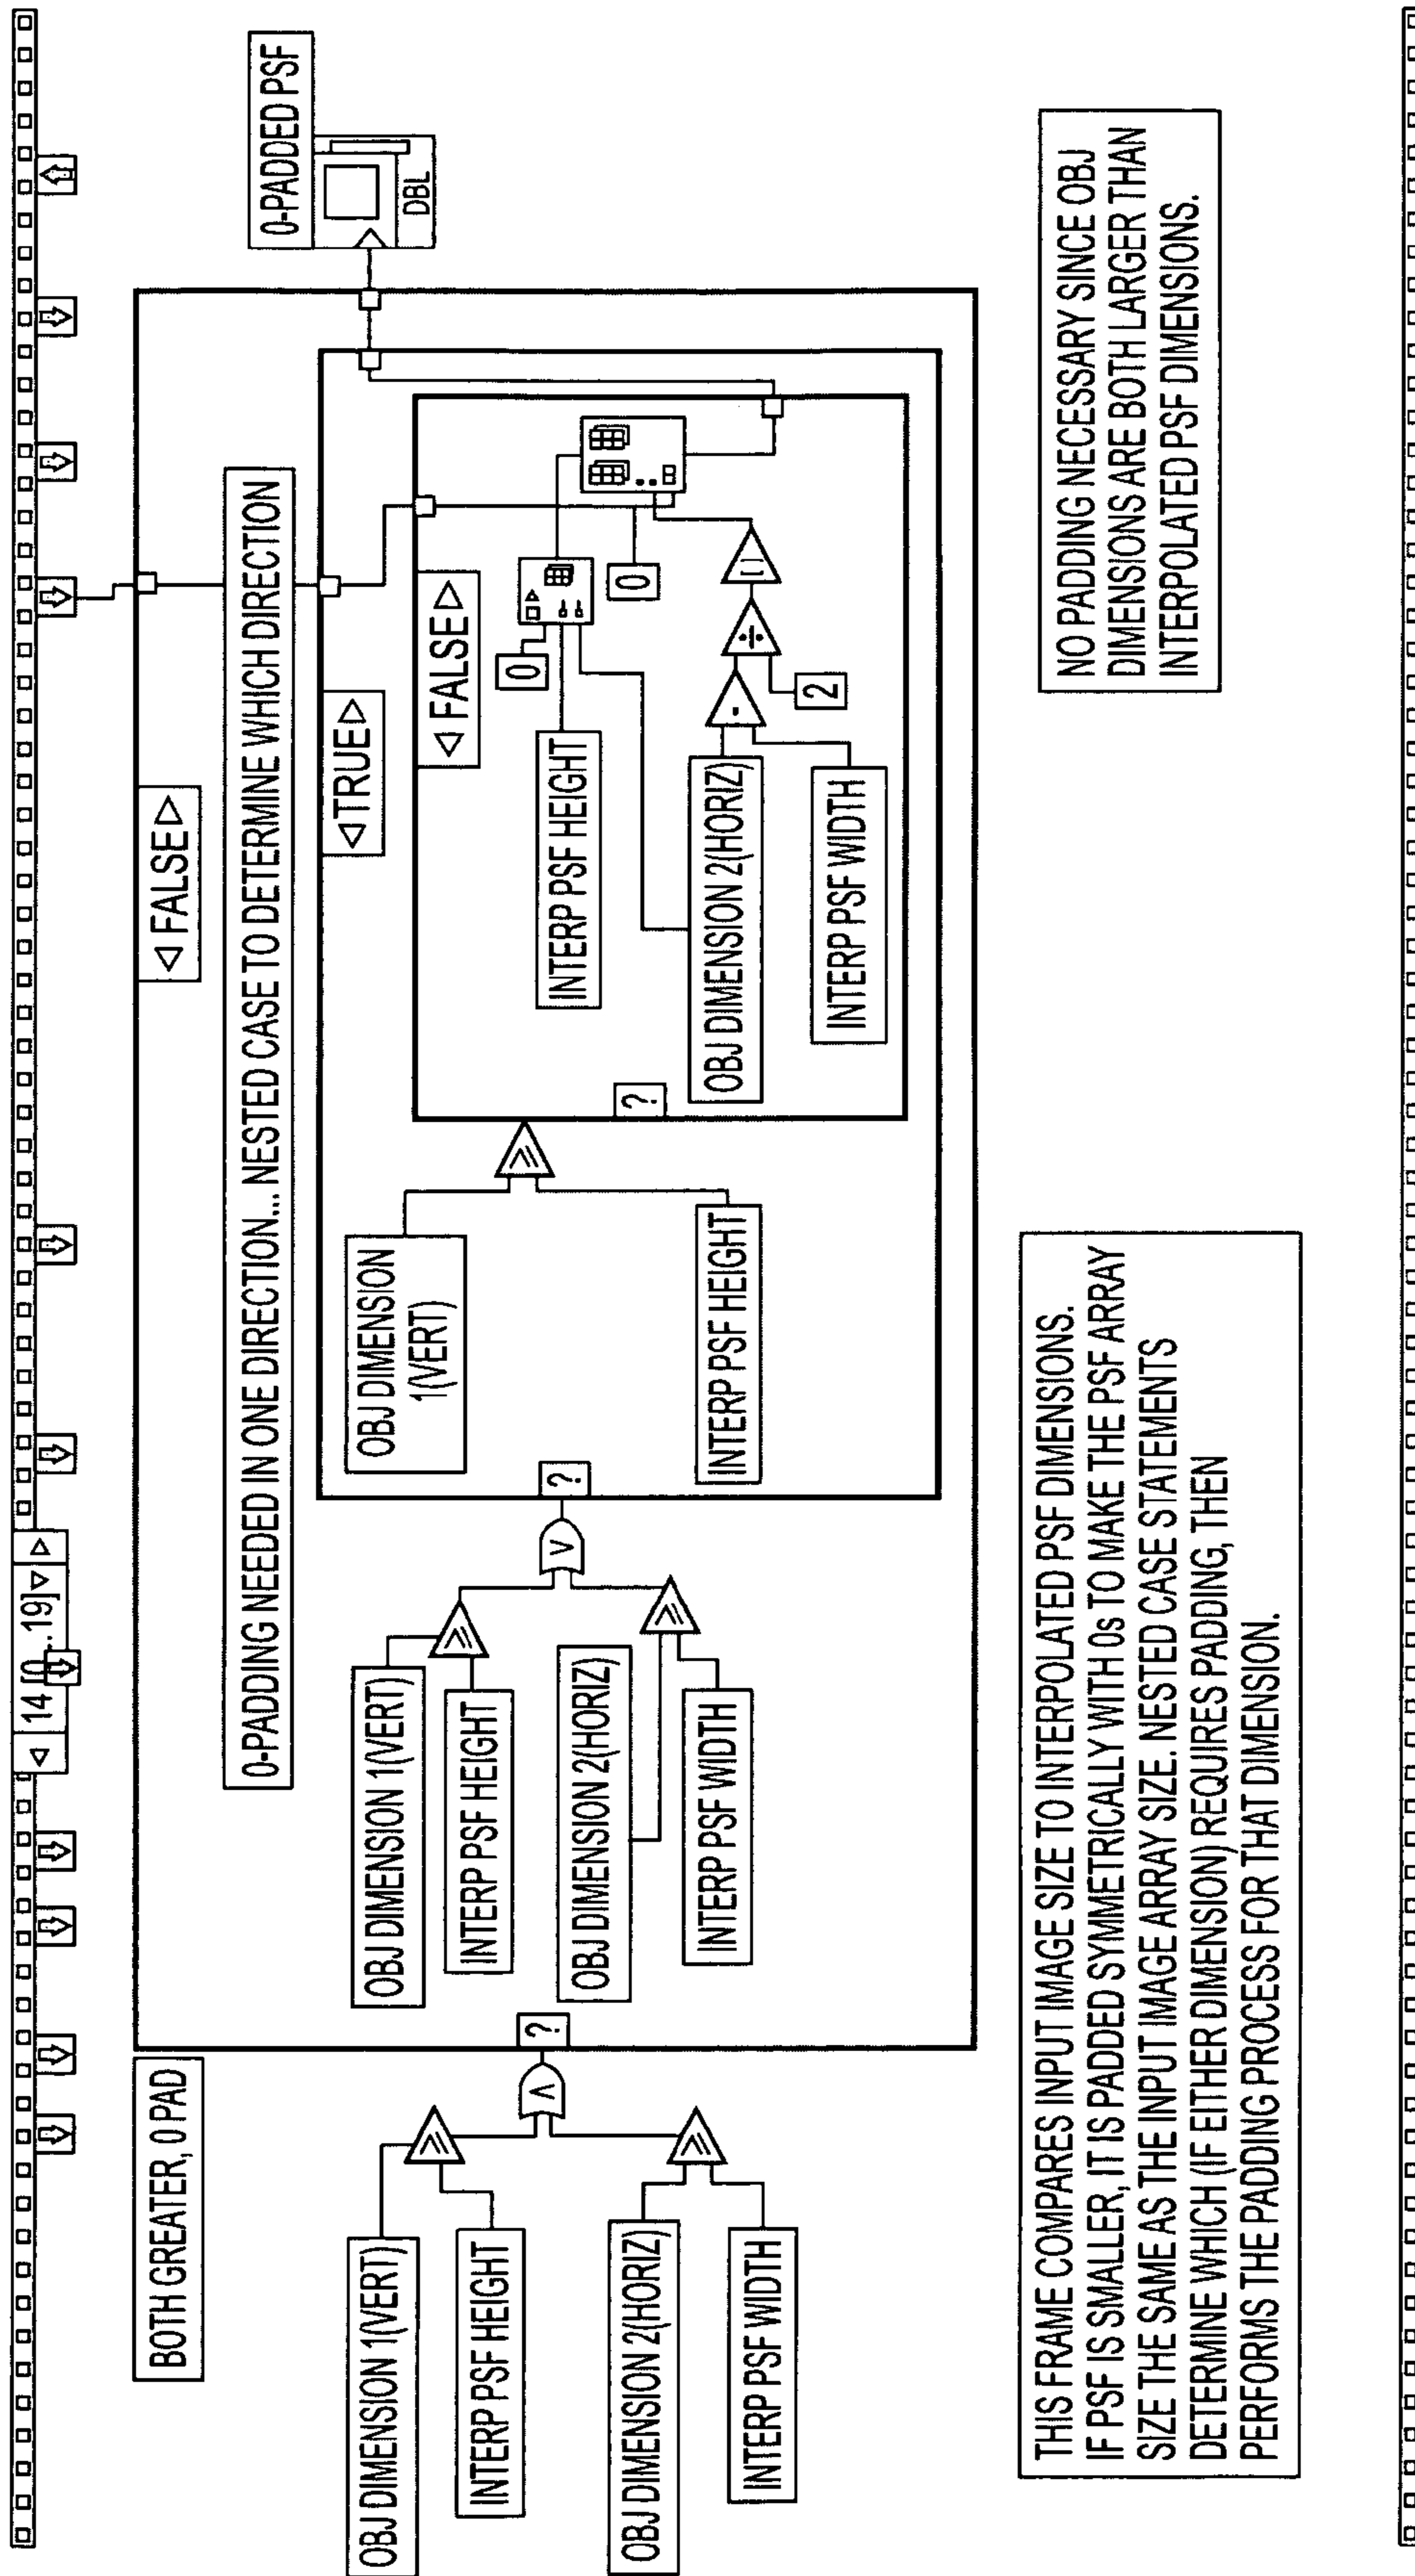 14 [0..19]
BOTH GREATER, 0 PAD
FALSE
0-PADDING NEEDED IN ONE DIRECTION... NESTED CASE TO DETERMINE WHICH DIRECTION
TRUE
FALSE
0-PADDED PSF
DBL
OBJ DIMENSION 1(VERT)
INTERP PSF HEIGHT
OBJ DIMENSION 2(HORIZ)
INTERP PSF WIDTH
?
OBJ DIMENSION 1(VERT)
INTERP PSF HEIGHT
OBJ DIMENSION 2(HORIZ)
INTERP PSF WIDTH
?
OBJ DIMENSION
1(VERT)
INTERP PSF HEIGHT
?
0
INTERP PSF HEIGHT
0
OBJ DIMENSION 2(HORIZ)
INTERP PSF WIDTH
2
THIS FRAME COMPARES INPUT IMAGE SIZE TO INTERPOLATED PSF DIMENSIONS.
IF PSF IS SMALLER, IT IS PADDED SYMMETRICALLY WITH 0s TO MAKE THE PSF ARRAY
SIZE THE SAME AS THE INPUT IMAGE ARRAY SIZE. NESTED CASE STATEMENTS
DETERMINE WHICH (IF EITHER DIMENSION) REQUIRES PADDING, THEN
PERFORMS THE PADDING PROCESS FOR THAT DIMENSION.
NO PADDING NECESSARY SINCE OBJ
DIMENSIONS ARE BOTH LARGER THAN
INTERPOLATED PSF DIMENSIONS.